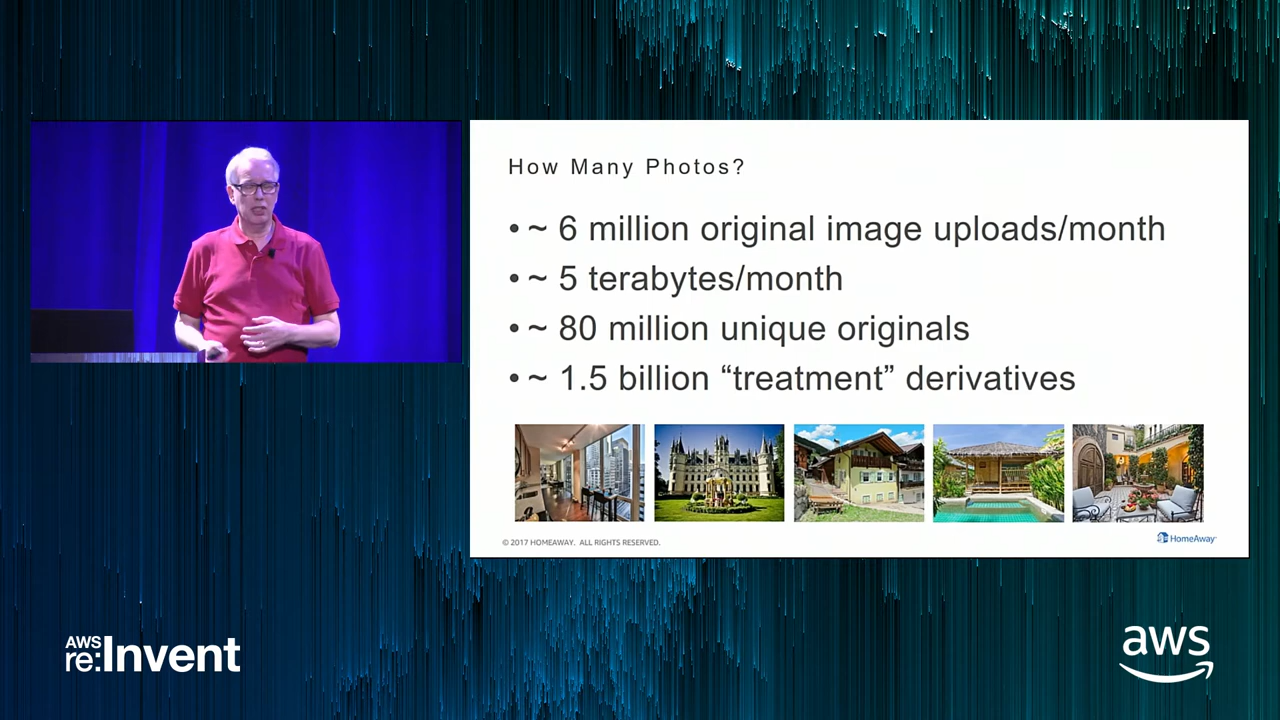 How Many Photos?
• ~ 6 million original image uploads/month
• ~ 5 terabytes/month
• ~ 80 million unique originals
• ~ 1.5 billion “treatment” derivatives
© 2017 HOMEAWAY. ALL RIGHTS RESERVED.
HomeAway
AWS
re:Invent
aws